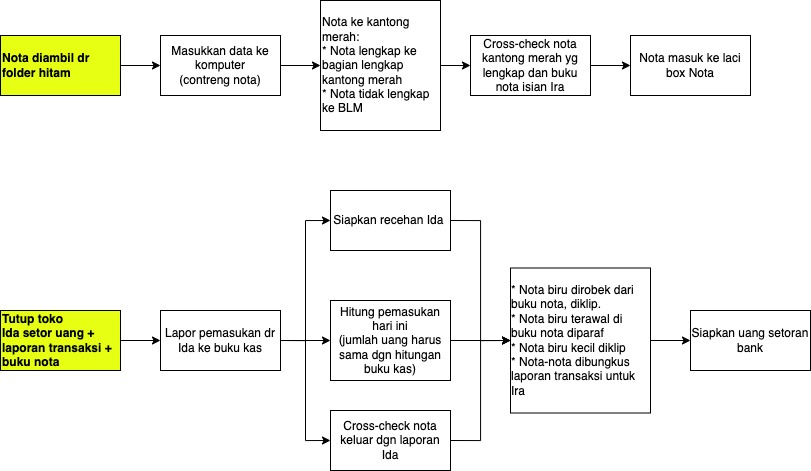 Nota diambil dr
folder hitam
Masukkan data ke
komputer
(contreng nota)
Nota ke kantong
merah:
* Nota lengkap ke
bagian lengkap
kantong merah
* Nota tidak lengkap
ke BLM
Cross-check nota
kantong merah yg
lengkap dan buku
nota isian Ira
Nota masuk ke laci
box Nota
Tutup toko
Ida setor uang +
laporan transaksi +
buku nota
Lapor pemasukan dr
Ida ke buku kas
Siapkan recehan Ida
Hitung pemasukan
hari ini
(jumlah uang harus
sama dgn hitungan
buku kas)
Cross-check nota
keluar dgn laporan
Ida
* Nota biru dirobek dari
buku nota, diklip.
* Nota biru terawal di
buku nota diparaf
* Nota biru kecil diklip
* Nota-nota dibungkus
laporan transaksi untuk
Ira
Siapkan uang setoran
bank